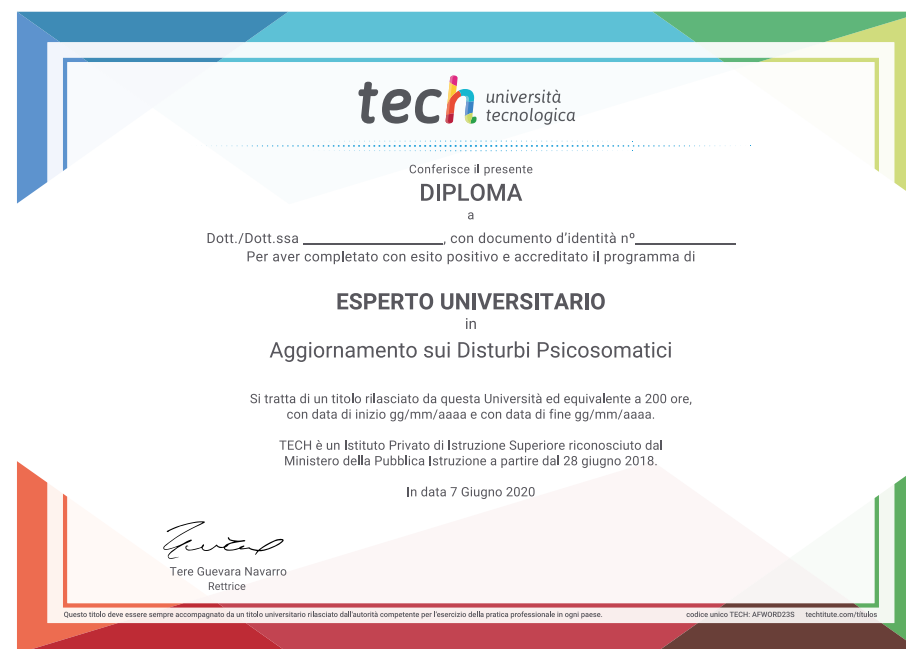 tech università
tecnologica
Conferisce il presente
DIPLOMA
a
Dott./Dott.ssa ____________________, con documento d'identità nº______________
Per aver completato con esito positivo e accreditato il programma di
ESPERTO UNIVERSITARIO
in
Aggiornamento sui Disturbi Psicosomatici
Si tratta di un titolo rilasciato da questa Università ed equivalente a 200 ore,
con data di inizio gg/mm/aaaa e con data di fine gg/mm/aaaa.
TECH è un Istituto Privato di Istruzione Superiore riconosciuto dal
Ministero della Pubblica Istruzione a partire dal 28 giugno 2018.
In data 7 Giugno 2020
Tere Guevara Navarro
Rettrice
Questo titolo deve essere sempre accompagnato da un titolo universitario rilasciato dall'autorità competente per l'esercizio della pratica professionale in ogni paese. codice unico TECH: AFWORD23S techtitute.com/titulos